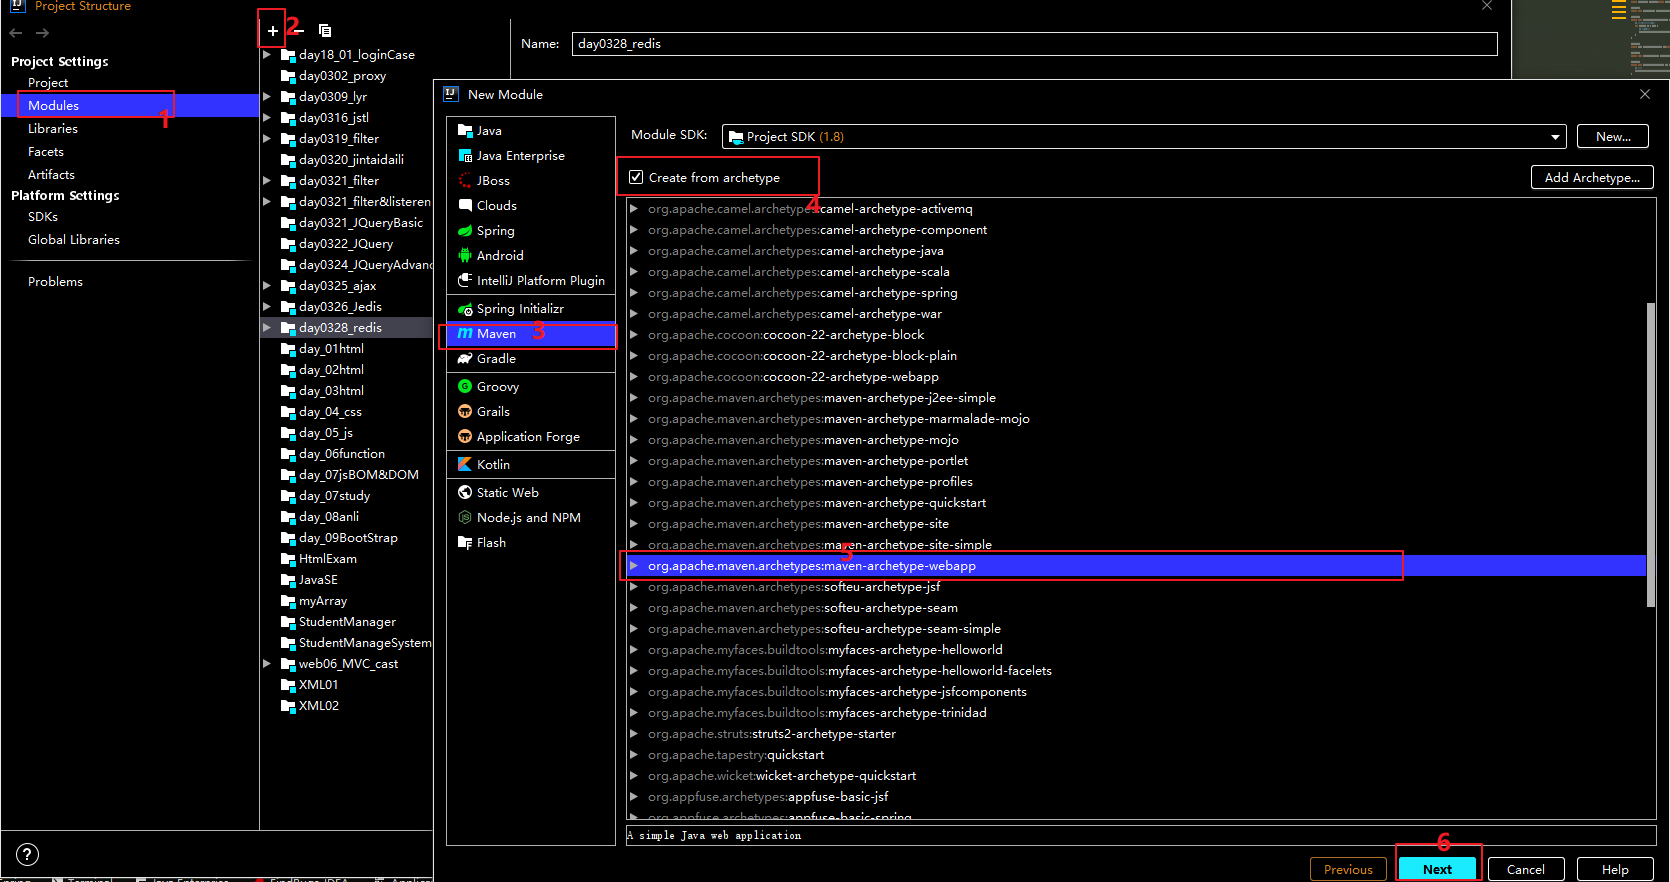 Project Structure
Project Settings
Project
Modules
1
Libraries
Facets
Artifacts
Platform Settings
SDKs
Global Libraries
Problems
2
day18_01_loginCase
day0302_proxy
day0309_lyr
day0316_jstl
day0319_filter
day0320_jintaidaili
day0321_filter
day0321_filter&listeren
day0321_JQueryBasic
day0322_JQuery
day0324_JQueryAdvanc
day0325_ajax
day0326_Jedis
day0328_redis
day_01html
day_02html
day_03html
day_04_css
day_05_js
day_06function
day_07jsBOM&DOM
day_07study
day_08anli
day_09BootStrap
HtmlExam
JavaSE
myArray
StudentManager
StudentManageSystem
web06_MVC_cast
XML01
XML02
Name: day0328_redis
New Module
Java
Java Enterprise
JBoss
Clouds
Spring
Android
IntelliJ Platform Plugin
Spring Initializr
Maven 3
Gradle
Groovy
Grails
Application Forge
Kotlin
Static Web
Node.js and NPM
Flash
Module SDK: Project SDK (1.8) New...
Create from archetype Add Archetype...
4
org.apache.camel.archetypes:camel-archetype-activemq
org.apache.camel.archetypes:camel-archetype-component
org.apache.camel.archetypes:camel-archetype-java
org.apache.camel.archetypes:camel-archetype-scala
org.apache.camel.archetypes:camel-archetype-spring
org.apache.camel.archetypes:camel-archetype-war
org.apache.cocoon:cocoon-22-archetype-block
org.apache.cocoon:cocoon-22-archetype-block-plain
org.apache.cocoon:cocoon-22-archetype-webapp
org.apache.maven.archetypes:maven-archetype-j2ee-simple
org.apache.maven.archetypes:maven-archetype-marmalade-mojo
org.apache.maven.archetypes:maven-archetype-mojo
org.apache.maven.archetypes:maven-archetype-portlet
org.apache.maven.archetypes:maven-archetype-profiles
org.apache.maven.archetypes:maven-archetype-quickstart
org.apache.maven.archetypes:maven-archetype-site
org.apache.maven.archetypes:maven-archetype-site-simple
5
org.apache.maven.archetypes:maven-archetype-webapp
org.apache.maven.archetypes:softeu-archetype-jsf
org.apache.maven.archetypes:softeu-archetype-seam
org.apache.maven.archetypes:softeu-archetype-seam-simple
org.apache.myfaces.buildtools:myfaces-archetype-helloworld
org.apache.myfaces.buildtools:myfaces-archetype-helloworld-facelets
org.apache.myfaces.buildtools:myfaces-archetype-jsfcomponents
org.apache.myfaces.buildtools:myfaces-archetype-trinidad
org.apache.struts:struts2-archetype-starter
org.apache.tapestry:quickstart
org.apache.wicket:wicket-archetype-quickstart
org.appfuse.archetypes:appfuse-basic-jsf
org.appfuse.archetypes:appfuse-basic-spring
A simple Java web application
6
Previous Next Cancel Help